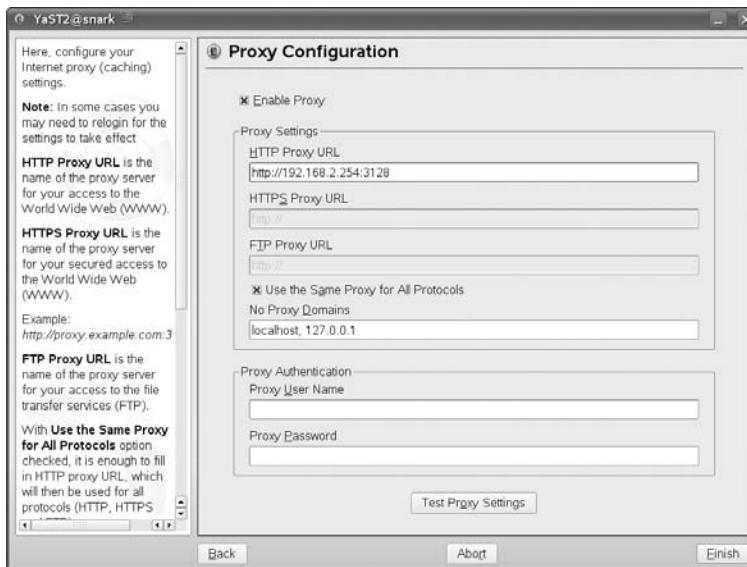 YaST2@snark
Here, configure your
Internet proxy (caching)
settings.
Note: In some cases you
may need to relogin for the
settings to take effect
HTTP Proxy URL is the
name of the proxy server
for your access to the
World Wide Web (WWW).
HTTPS Proxy URL is the
name of the proxy server
for your secured access to
the World Wide Web
(WWW).
Example:
http://proxy.example.com:3
FTP Proxy URL is the
name of the proxy server
for your access to the file
transfer services (FTP).
With Use the Same Proxy
for All Protocols option
checked, it is enough to fill
in HTTP proxy URL, which
will then be used for all
protocols (HTTP, HTTPS
Proxy Configuration
Enable Proxy
Proxy Settings
HTTP Proxy URL
http://192.168.2.254:3128
HTTPS Proxy URL
http://
FTP Proxy URL
http://
Use the Same Proxy for All Protocols
No Proxy Domains
localhost, 127.0.0.1
Proxy Authentication
Proxy User Name
Proxy Password
Test Proxy Settings
Back
Abort
Finish